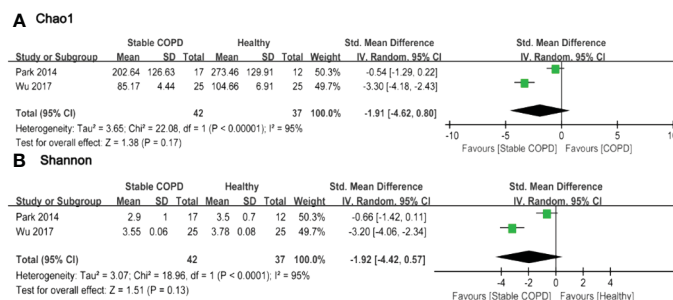 A Chao1
Stable COPD Healthy Std. Mean Difference Std. Mean Difference
Study or Subgroup Mean SD Total Mean SD Total Weight IV. Random. 95% CI IV. Random. 95% CI
Park 2014 202.64 126.63 17 273.46 129.91 12 50.3% -0.54 [-1.29, 0.22]
Wu 2017 85.17 4.44 25 104.66 6.91 25 49.7% -3.30 [-4.18, -2.43]
Total (95% CI) 42 37 100.0% -1.91 [-4.62, 0.80]
Heterogeneity: Tau² = 3.65; Chi² = 22.08, df = 1 (P < 0.00001); I² = 95%
Test for overall effect: Z = 1.38 (P = 0.17)
-10 -5 0 5 10
Favours [Stable COPD] Favours [COPD]
B Shannon
Stable COPD Healthy Std. Mean Difference Std. Mean Difference
Study or Subgroup Mean SD Total Mean SD Total Weight IV. Random. 95% CI IV. Random. 95% CI
Park 2014 2.9 1 17 3.5 0.7 12 50.3% -0.66 [-1.42, 0.11]
Wu 2017 3.55 0.06 25 3.78 0.08 25 49.7% -3.20 [-4.06, -2.34]
Total (95% CI) 42 37 100.0% -1.92 [-4.42, 0.57]
Heterogeneity: Tau² = 3.07; Chi² = 18.96, df = 1 (P < 0.0001); I² = 95%
Test for overall effect: Z = 1.51 (P = 0.13)
-4 -2 0 2 4
Favours [Stable COPD] Favours [Healthy]